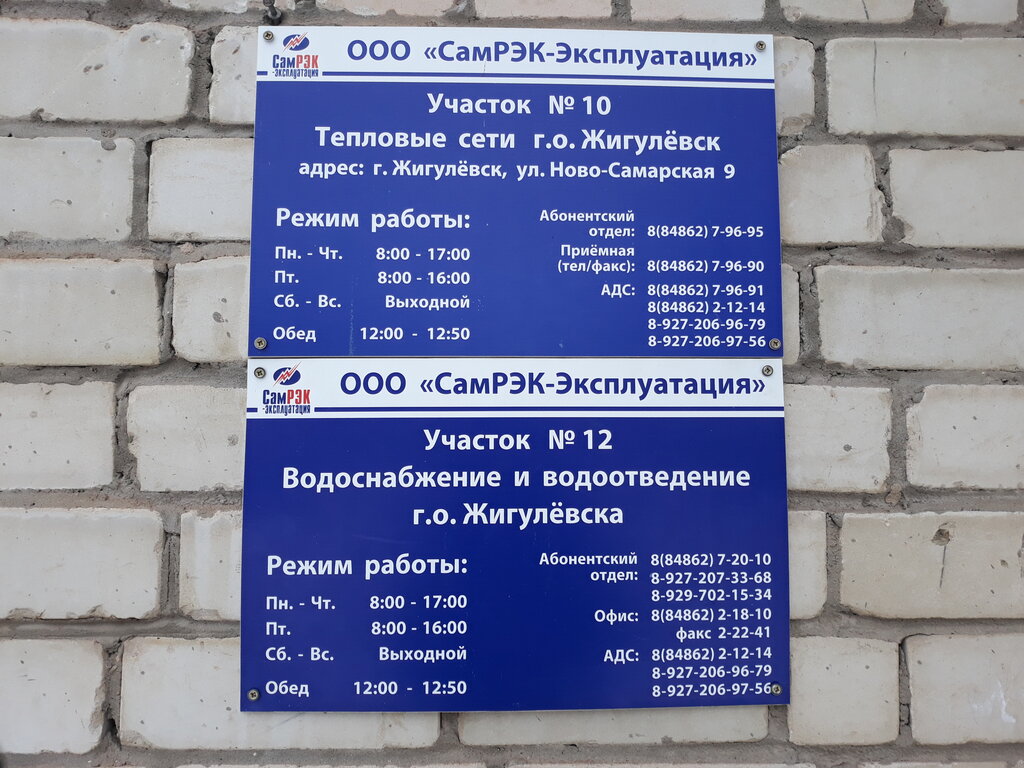 СамРЭК
-эксплуатация
ООО «СамРЭК-Эксплуатация»
Участок № 10
Тепловые сети г.о. Жигулёвск
адрес: г. Жигулёвск, ул. Ново-Самарская 9
Режим работы:
Пн. - Чт. 8:00 - 17:00
Пт. 8:00 - 16:00
Сб. - Вс. Выходной
Обед 12:00 - 12:50
Абонентский
отдел: 8(84862) 7-96-95
Приёмная
(тел/факс): 8(84862) 7-96-90
АДС: 8(84862) 7-96-91
8(84862) 2-12-14
8-927-206-96-79
8-927-206-97-56
СамРЭК
-эксплуатация
ООО «СамРЭК-Эксплуатация»
Участок № 12
Водоснабжение и водоотведение
г.о. Жигулёвска
Режим работы:
Пн. - Чт. 8:00 - 17:00
Пт. 8:00 - 16:00
Сб. - Вс. Выходной
Обед 12:00 - 12:50
Абонентский 8(84862) 7-20-10
отдел: 8-927-207-33-68
8-929-702-15-34
Офис: 8(84862) 2-18-10
факс 2-22-41
АДС: 8(84862) 2-12-14
8-927-206-96-79
8-927-206-97-56